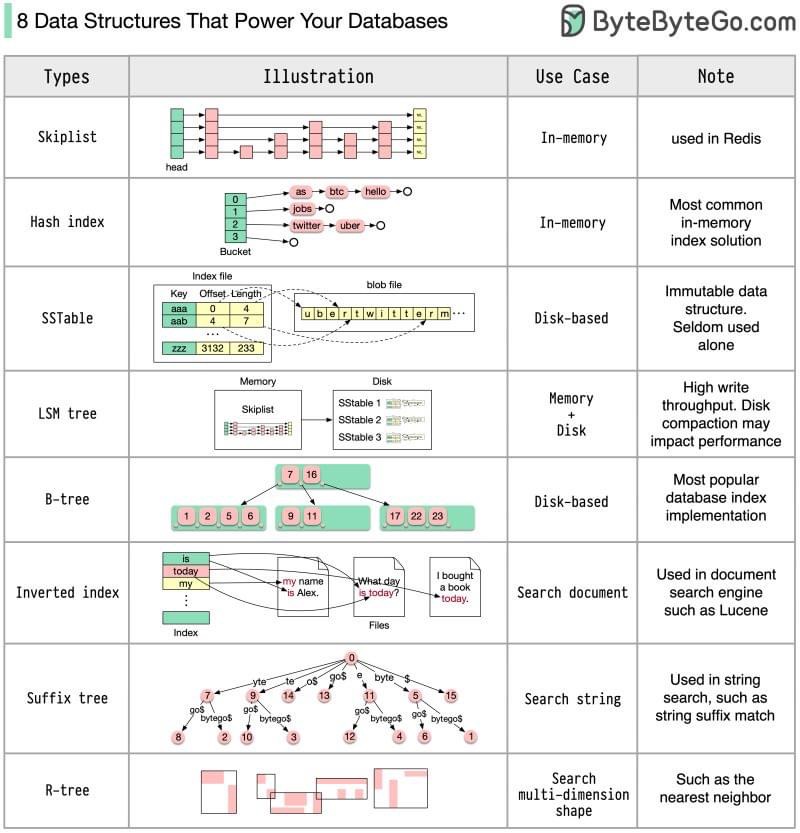 8 Data Structures That Power Your Databases
ByteByteGo.com
Types
Illustration
Use Case
Note
Skiplist
head
In-memory
used in Redis
Hash index
0
1
2
3
Bucket
as
btc
hello
jobs
twitter
uber
In-memory
Most common
in-memory
index solution
SSTable
Index file
Key Offset Length
aaa 0 4
aab 4 7
...
zzz 3132 233
blob file
u b e r t w i t t e r m ...
Disk-based
Immutable data
structure.
Seldom used
alone
LSM tree
Memory
Skiplist
Disk
SStable 1
SStable 2
SStable 3
Memory
+
Disk
High write
throughput. Disk
compaction may
impact performance
B-tree
7 16
1 2 5 6
9 11
17 22 23
Disk-based
Most popular
database index
implementation
Inverted index
is
today
my
Index
my name
is Alex.
What day
is today?
I bought
a book
today.
Files
Search document
Used in document
search engine
such as Lucene
Suffix tree
0
yte te o$ go$ e byte $
7 9 14 13 11 5 15
go$ bytego$ go$ bytego$ go$ bytego$ go$ bytego$
8 2 10 3 12 4 6 1
Search string
Used in string
search, such as
string suffix match
R-tree
Search
multi-dimension
shape
Such as the
nearest neighbor